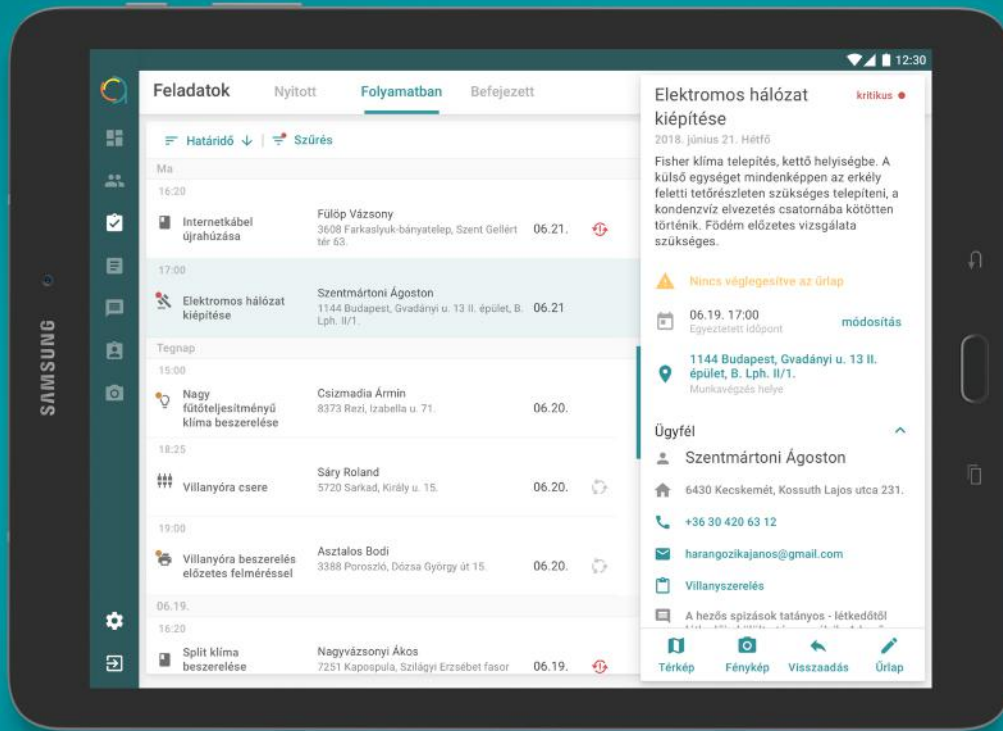 12:30
Feladatok
Nyitott
Folyamatban
Befejezett
Határidő
Szűrés
Ma
16:20
Internetkábel
újrahúzása
Fülöp Vázsony
3608 Farkaslyuk-bányatelep, Szent Gellért
tér 63.
06.21.
17:00
Elektromos hálózat
kiépítése
Szentmártoni Ágoston
1144 Budapest, Gvadányi u. 13 II. épület, B.
Lph. II/1.
06.21
Tegnap
15:00
Nagy
fűtőteljesítményű
klíma beszerelése
Csizmadia Ármin
8373 Rezi, Izabella u. 71.
06.20.
18:25
Villanyóra csere
Sáry Roland
5720 Sarkad, Király u. 15.
06.20.
19:00
Villanyóra beszerelés
előzetes felméréssel
Asztalos Bodi
3388 Poroszló, Dózsa György út 15.
06.20.
06.19.
16:20
Split klíma
beszerelése
Nagyvázsonyi Ákos
7251 Kapospula, Szilágyi Erzsébet fasor
06.19.
Elektromos hálózat
kiépítése
kritikus
2018. június 21. Hétfő
Fisher klíma telepítés, kettő helyiségbe. A
külső egységet mindenképpen az erkély
feletti tetőrészleten szükséges telepíteni, a
kondenzvíz elvezetés csatornába kötötten
történik. Födém előzetes vizsgálata
szükséges.
Nincs véglegesítve az űrlap
06.19. 17:00
Egyeztetett időpont
módosítás
1144 Budapest, Gvadányi u. 13 II.
épület, B. Lph. II/1.
Munkavégzés helye
Ügyfél
Szentmártoni Ágoston
6430 Kecskemét, Kossuth Lajos utca 231.
+36 30 420 63 12
harangozikajanos@gmail.com
Villanyszerelés
A hezős spizások tatányos - létkedőtől
Térkép
Fénykép
Visszaadás
Űrlap
SAMSUNG